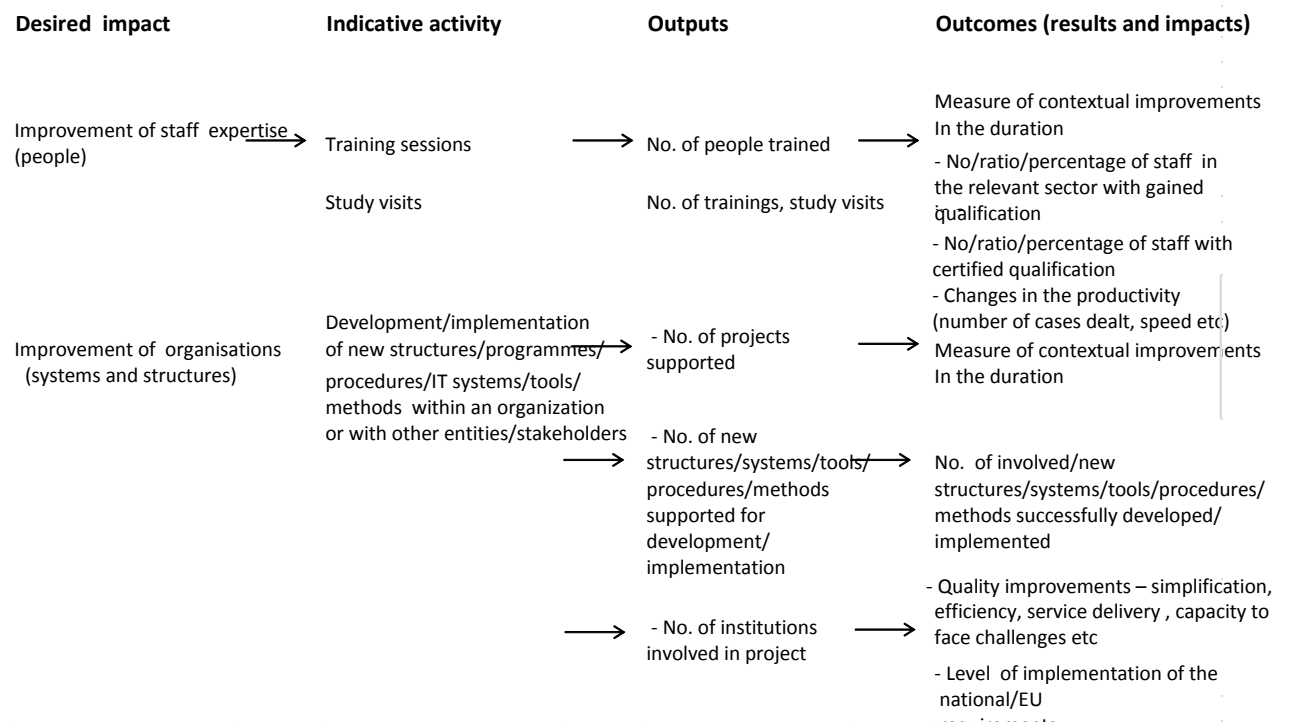 Desired impact
Indicative activity
Outputs
Outcomes (results and impacts)
Improvement of staff expertise
(people)
Training sessions
Study visits
No. of people trained
No. of trainings, study visits
Measure of contextual improvements
In the duration
- No/ratio/percentage of staff in
the relevant sector with gained
qualification
- No/ratio/percentage of staff with
certified qualification
- Changes in the productivity
(number of cases dealt, speed etc)
Improvement of organisations
(systems and structures)
Development/implementation
of new structures/programmes/
procedures/IT systems/tools/
methods within an organization
or with other entities/stakeholders
- No. of projects
supported
- No. of new
structures/systems/tools/
procedures/methods
supported for
development/
implementation
- No. of institutions
involved in project
Measure of contextual improvements
In the duration
No. of involved/new
structures/systems/tools/procedures/
methods successfully developed/
implemented
- Quality improvements – simplification,
efficiency, service delivery , capacity to
face challenges etc
- Level of implementation of the
national/EU